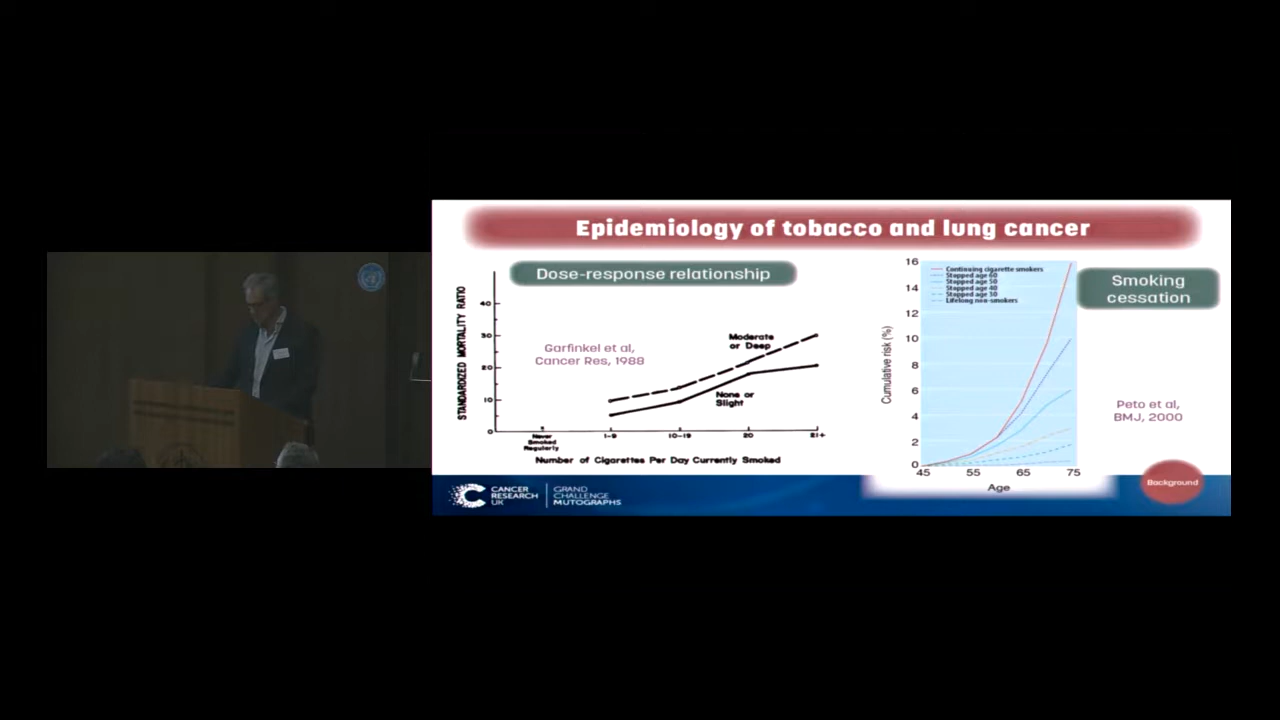 Epidemiology of tobacco and lung cancer
Dose-response relationship
STANDARDIZED MORTALITY RATIO
40
30
20
10
0
Garfinkel et al,
Cancer Res, 1988
Moderate
or Deep
None or
Slight
Never
Smoked
Regularly
1-9
10-19
20
21+
Number of Cigarettes Per Day Currently Smoked
16
14
12
10
8
6
4
2
0
Cumulative risk (%)
Continuing cigarette smokers
Stopped age 60
Stopped age 50
Stopped age 40
Stopped age 30
Lifelong non-smokers
45
55
65
75
Age
Smoking
cessation
Peto et al,
BMJ, 2000
CANCER
RESEARCH
UK
GRAND
CHALLENGE
MUTOGRAPHS
Background